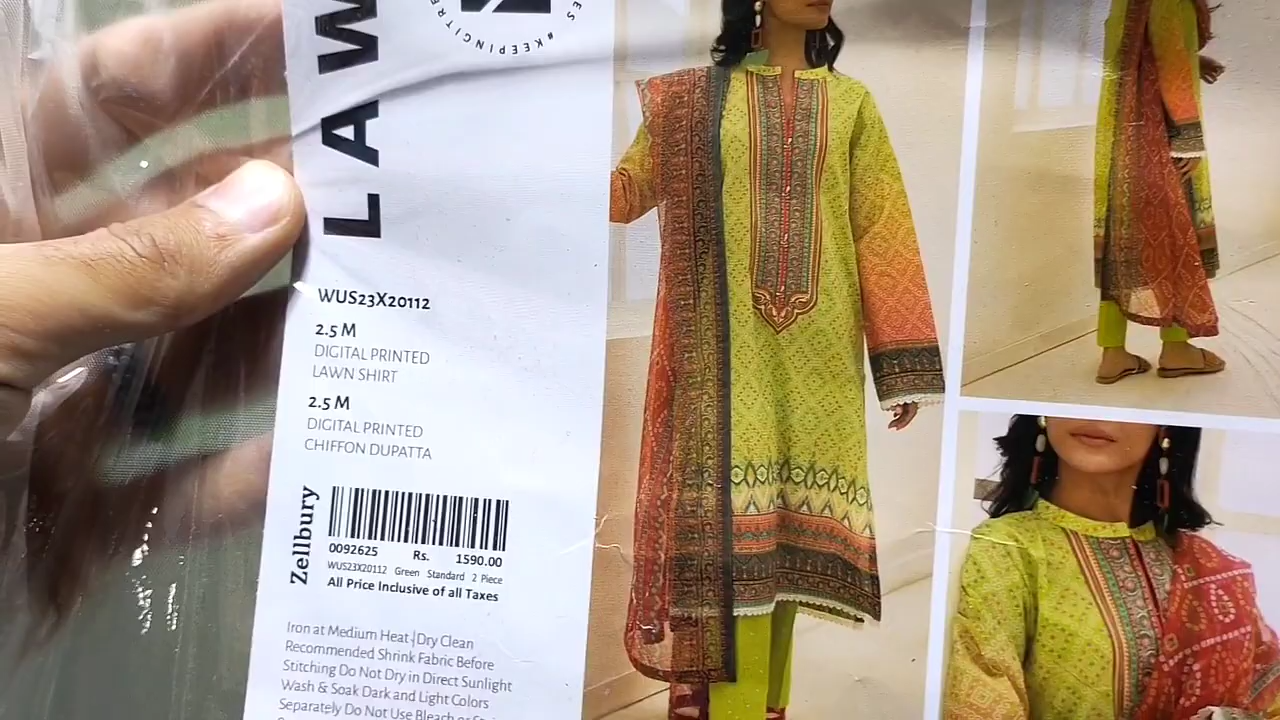 LAW
#KEEPINGITRE
ES
WUS23X20112
2.5 M
DIGITAL PRINTED
LAWN SHIRT
2.5 M
DIGITAL PRINTED
CHIFFON DUPATTA
Zellbury
0092625 Rs. 1590.00
WUS23X20112 Green Standard 2 Piece
All Price Inclusive of all Taxes
Iron at Medium Heat | Dry Clean
Recommended Shrink Fabric Before
Stitching Do Not Dry in Direct Sunlight
Wash & Soak Dark and Light Colors
Separately Do Not Use Bleach or